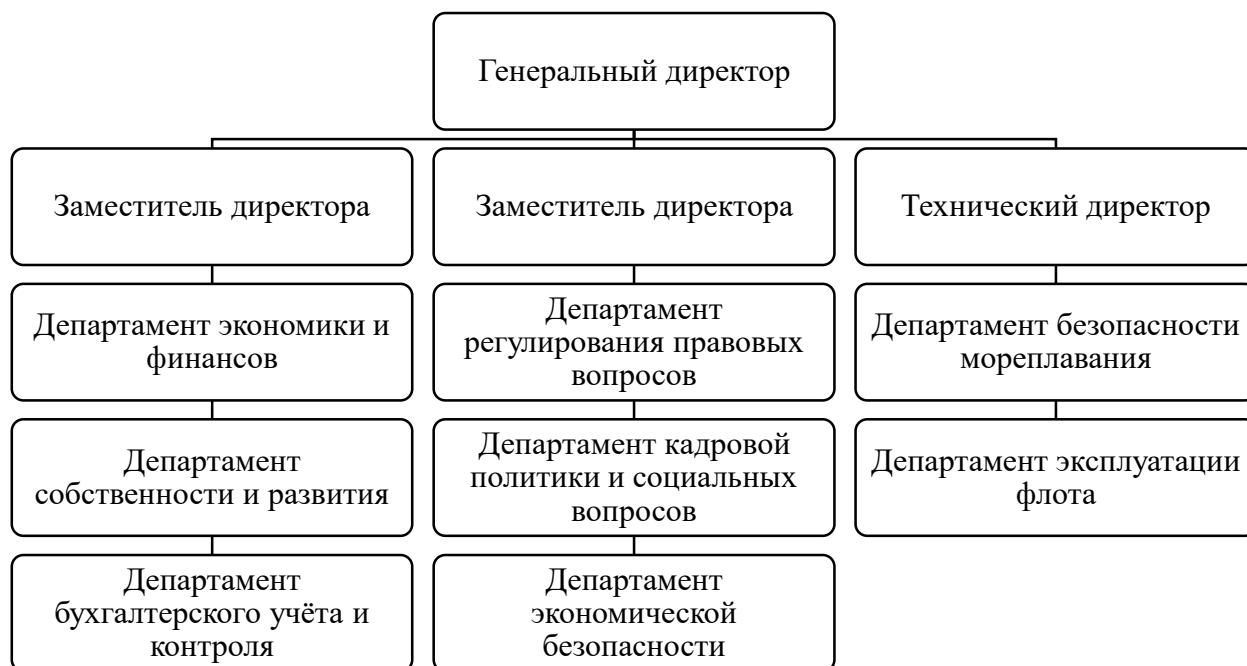 Генеральный директор
Заместитель директора
Заместитель директора
Технический директор
Департамент экономики и
финансов
Департамент
регулирования правовых
вопросов
Департамент безопасности
мореплавания
Департамент
собственности и развития
Департамент кадровой
политики и социальных
вопросов
Департамент эксплуатации
флота
Департамент
бухгалтерского учёта и
контроля
Департамент
экономической
безопасности